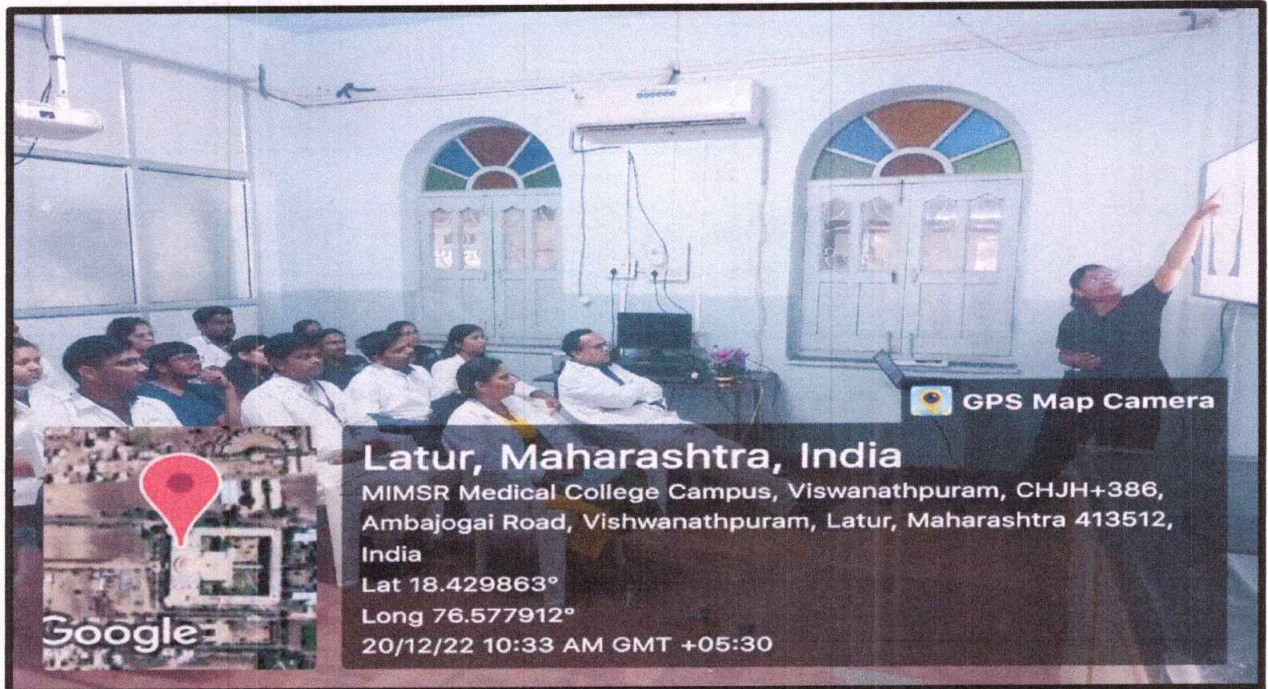 GPS Map Camera
Latur, Maharashtra, India
MIMSR Medical College Campus, Viswanathpuram, CHJH+386,
Ambajogai Road, Vishwanathpuram, Latur, Maharashtra 413512,
India
Lat 18.429863°
Long 76.577912°
20/12/22 10:33 AM GMT +05:30
Google